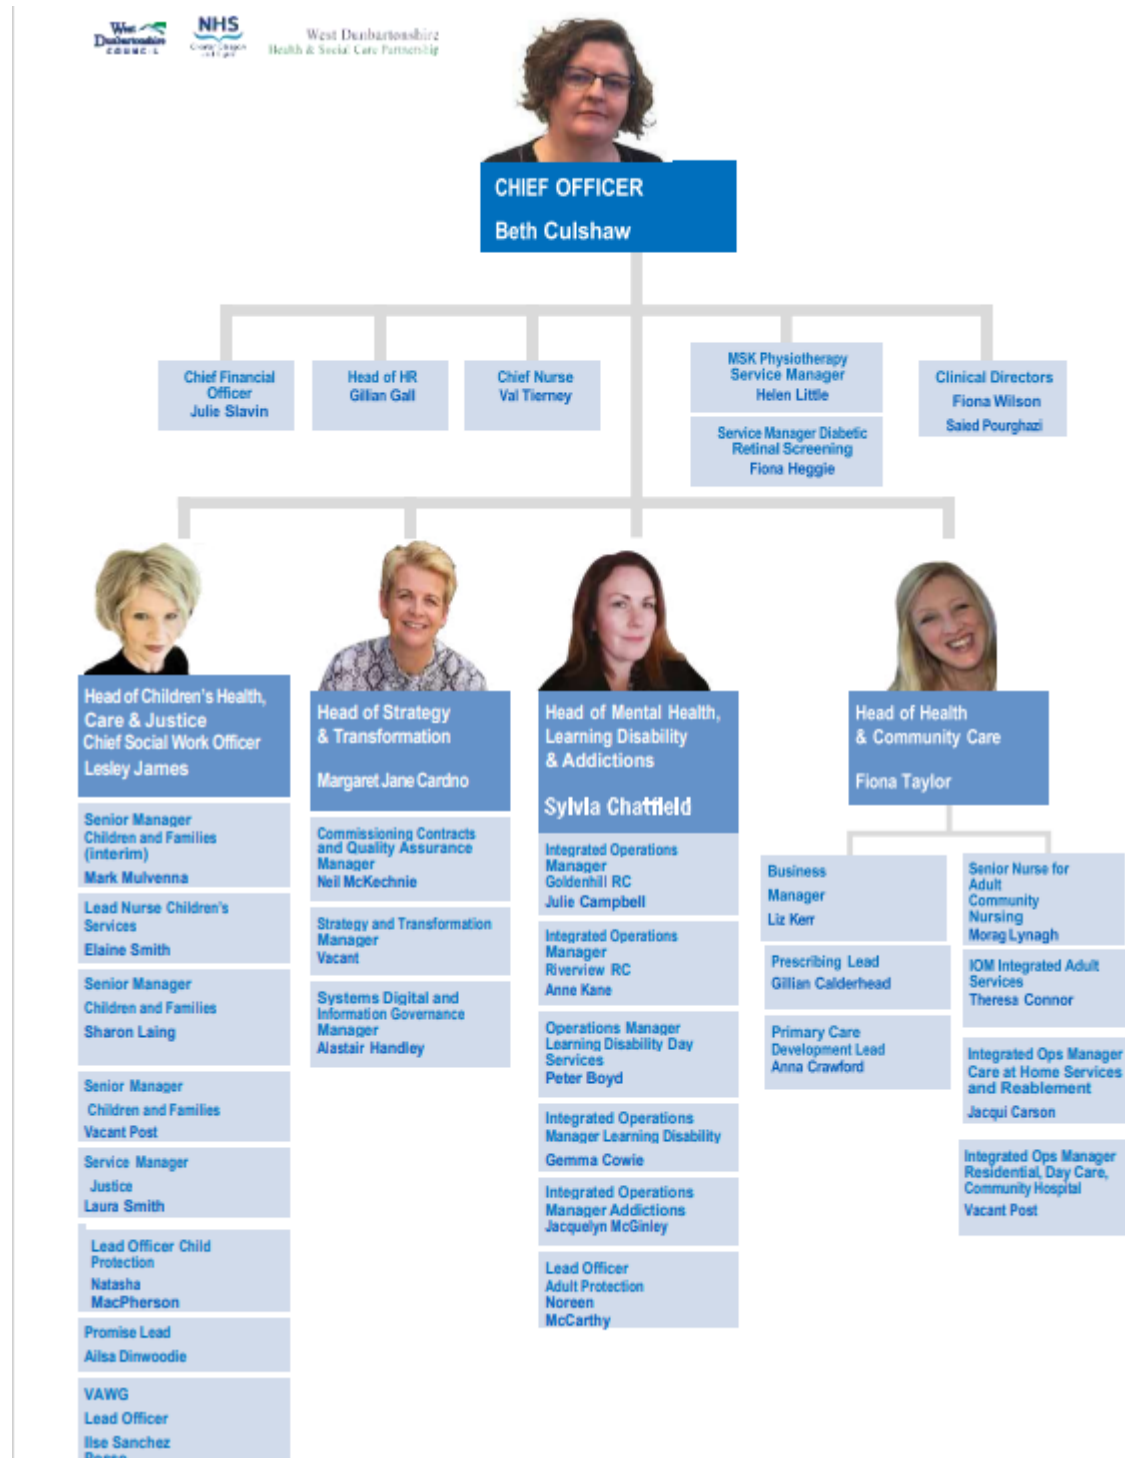 West
Dunbartonshire
COUNCIL
NHS
West Dunbartonshire
Health & Social Care Partnership
CHIEF OFFICER
Beth Culshaw
Chief Financial
Officer
Julie Slavin
Head of HR
Gillian Gall
Chief Nurse
Val Tierney
MSK Physiotherapy
Service Manager
Helen Little
Service Manager Diabetic
Retinal Screening
Fiona Heggie
Clinical Directors
Fiona Wilson
Saied Pourghazi
Head of Children's Health,
Care & Justice
Chief Social Work Officer
Lesley James
Senior Manager
Children and Families
(interim)
Mark Mulvenna
Lead Nurse Children's
Services
Elaine Smith
Senior Manager
Children and Families
Sharon Laing
Senior Manager
Children and Families
Vacant Post
Service Manager
Justice
Laura Smith
Lead Officer Child
Protection
Natasha
MacPherson
Promise Lead
Ailsa Dinwoodie
VAWG
Lead Officer
Ilse Sanchez
Head of Strategy
& Transformation
Margaret Jane Cardno
Commissioning Contracts
and Quality Assurance
Manager
Neil McKechnie
Strategy and Transformation
Manager
Vacant
Systems Digital and
Information Governance
Manager
Alastair Handley
Head of Mental Health,
Learning Disability
& Addictions
Sylvia Chatfield
Integrated Operations
Manager
Goldenhill RC
Julie Campbell
Integrated Operations
Manager
Riverview RC
Anne Kane
Operations Manager
Learning Disability Day
Services
Peter Boyd
Integrated Operations
Manager Learning Disability
Gemma Cowie
Integrated Operations
Manager Addictions
Jacquelyn McGinley
Lead Officer
Adult Protection
Noreen
McCarthy
Head of Health
& Community Care
Fiona Taylor
Business
Manager
Liz Kerr
Prescribing Lead
Gillian Calderhead
Primary Care
Development Lead
Anna Crawford
Senior Nurse for
Adult
Community
Nursing
Morag Lynagh
IOM Integrated Adult
Services
Theresa Connor
Integrated Ops Manager
Care at Home Services
and Reablement
Jacqui Carson
Integrated Ops Manager
Residential, Day Care,
Community Hospital
Vacant Post